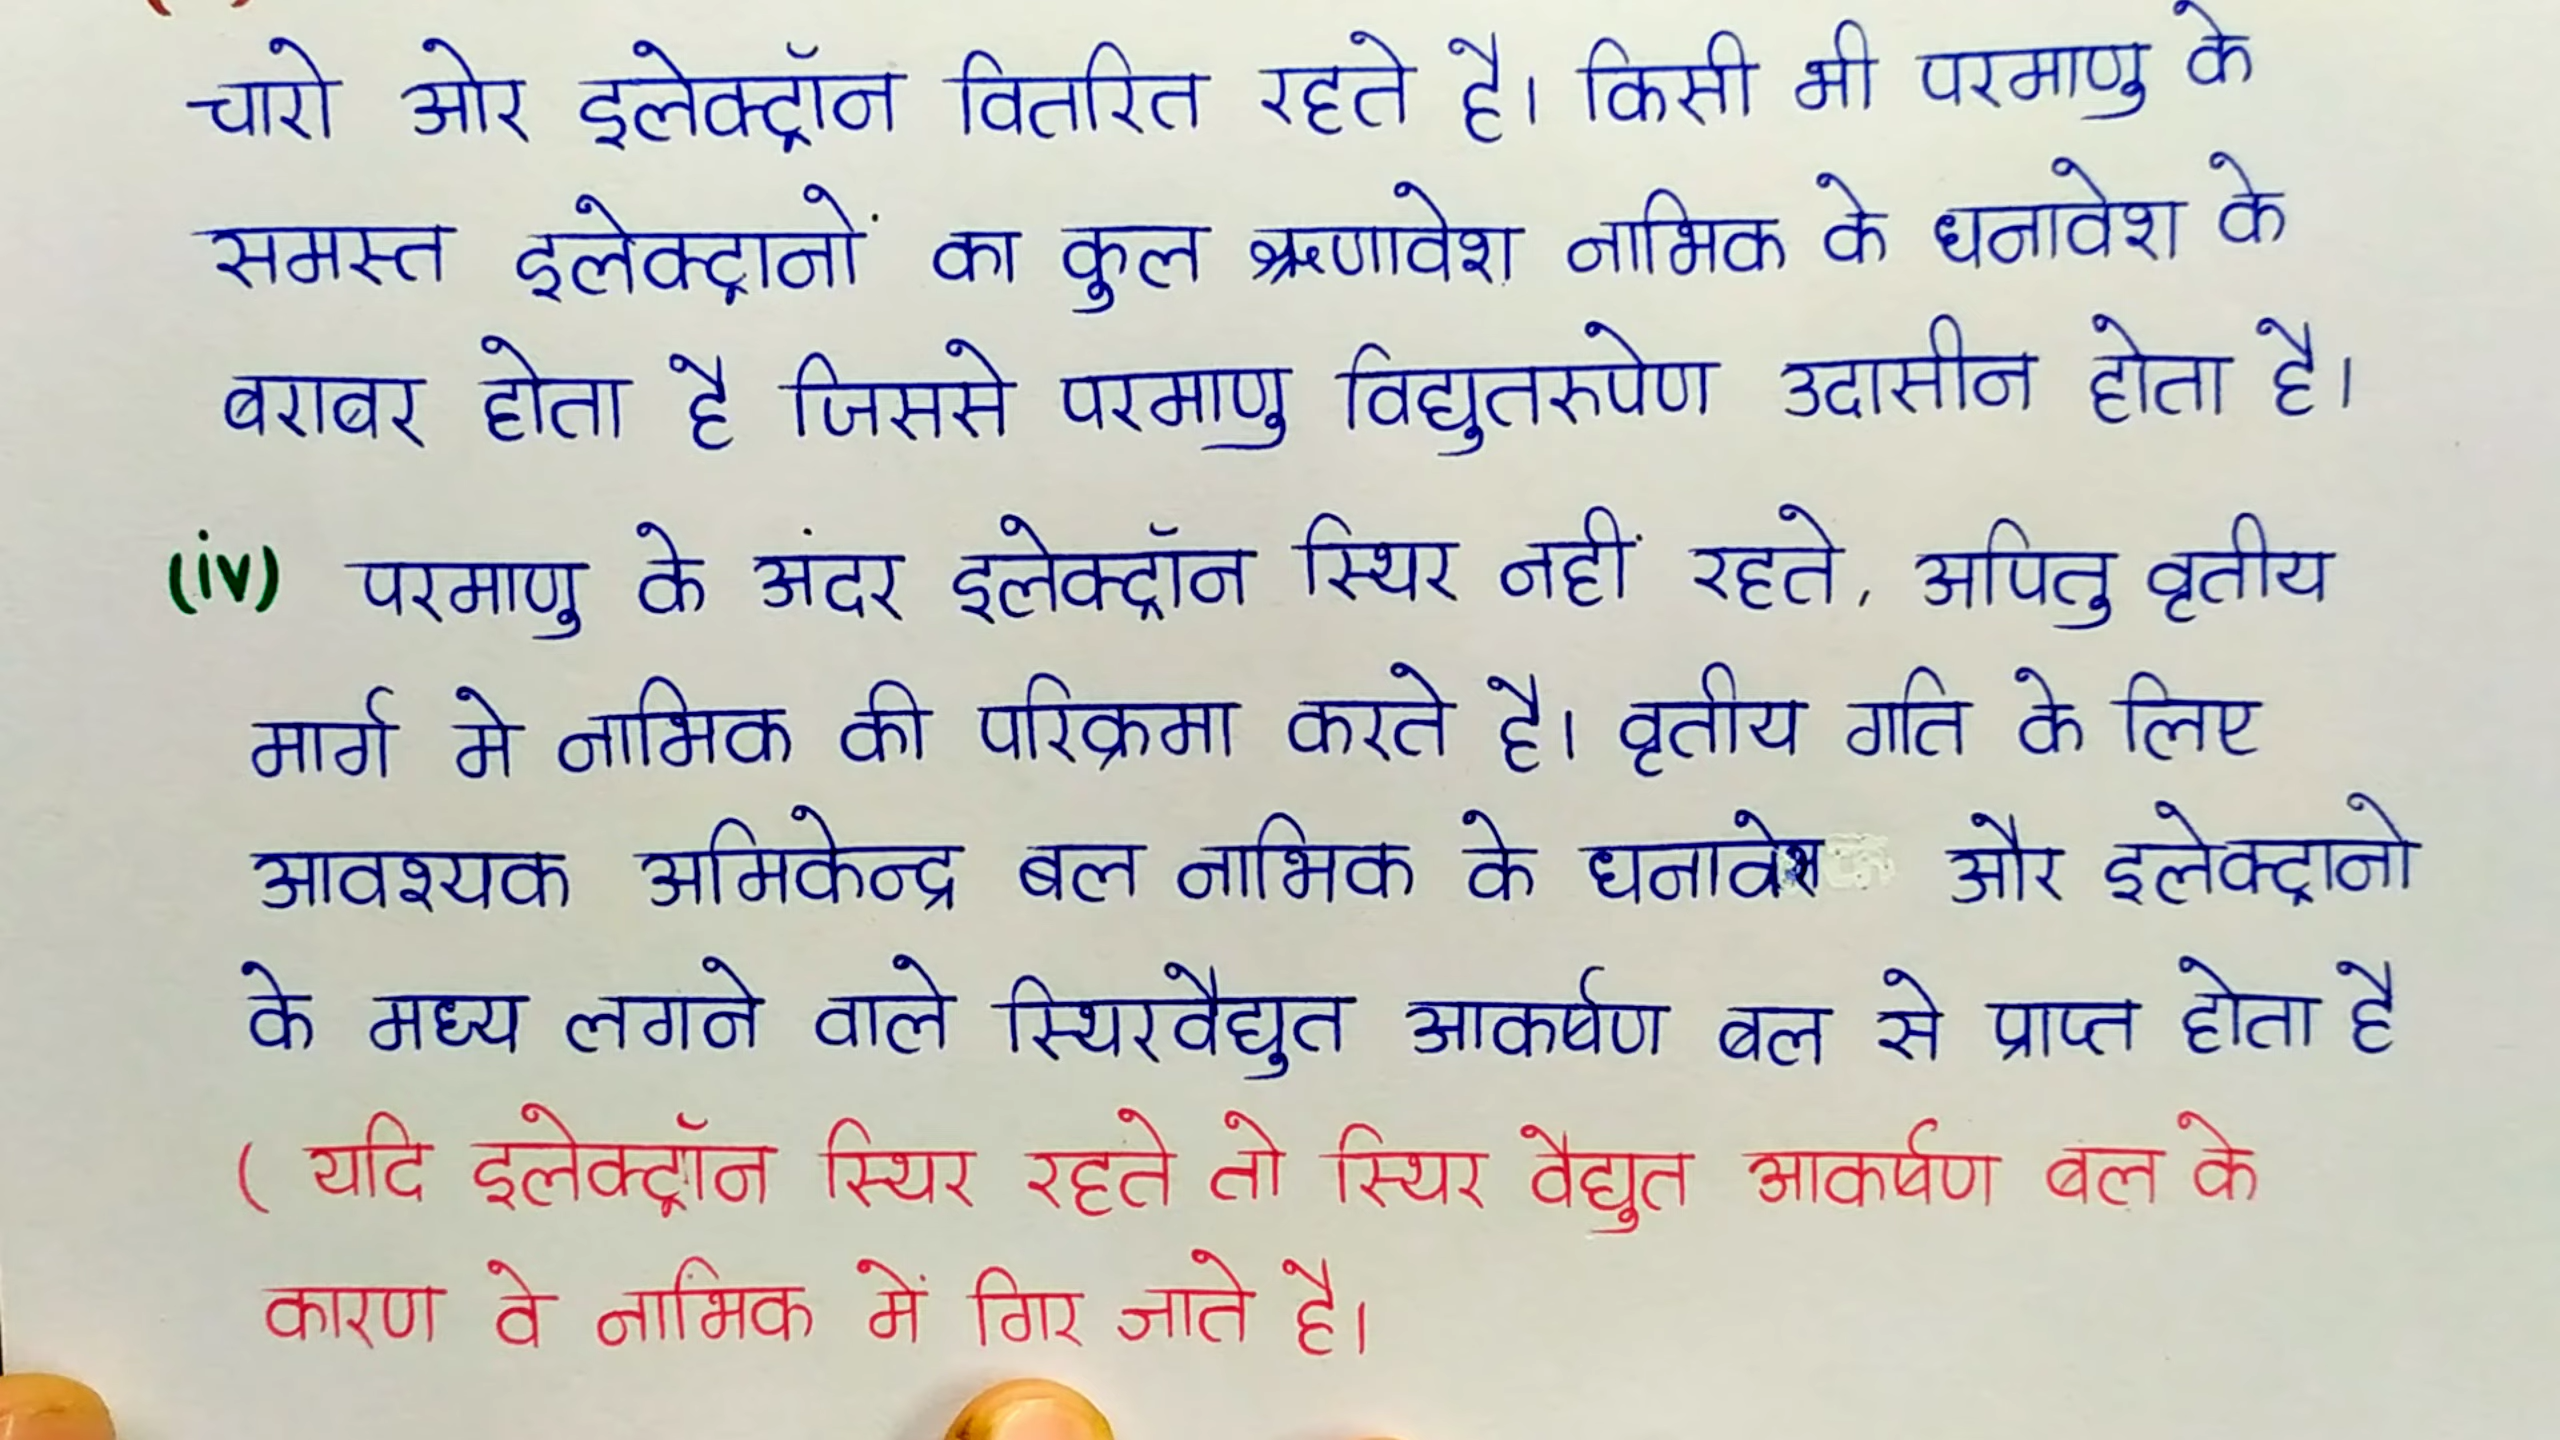 चारो ओर इलेक्ट्रॉन वितरित रहते है। किसी भी परमाणु के
समस्त इलेक्ट्रानों का कुल ऋणावेश नाभिक के धनावेश के
बराबर होता है जिससे परमाणु विद्युतरुपेण उदासीन होता है।
(iv) परमाणु के अंदर इलेक्ट्रॉन स्थिर नहीं रहते, अपितु वृतीय
मार्ग मे नाभिक की परिक्रमा करते है। वृतीय गति के लिए
आवश्यक अभिकेन्द्र बल नाभिक के धनावेश और इलेक्ट्रानो
के मध्य लगने वाले स्थिरवैद्युत आकर्षण बल से प्राप्त होता है
( यदि इलेक्ट्रॉन स्थिर रहते तो स्थिर वैद्युत आकर्षण बल के
कारण वे नाभिक में गिर जाते है।